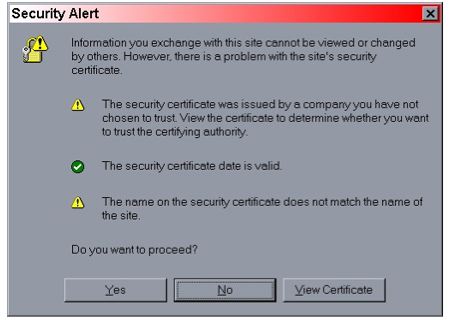 Security Alert
Information you exchange with this site cannot be viewed or changed
by others. However, there is a problem with the site's security
certificate.
The security certificate was issued by a company you have not
chosen to trust. View the certificate to determine whether you want
to trust the certifying authority.
The security certificate date is valid.
The name on the security certificate does not match the name of
the site.
Do you want to proceed?
Yes No View Certificate